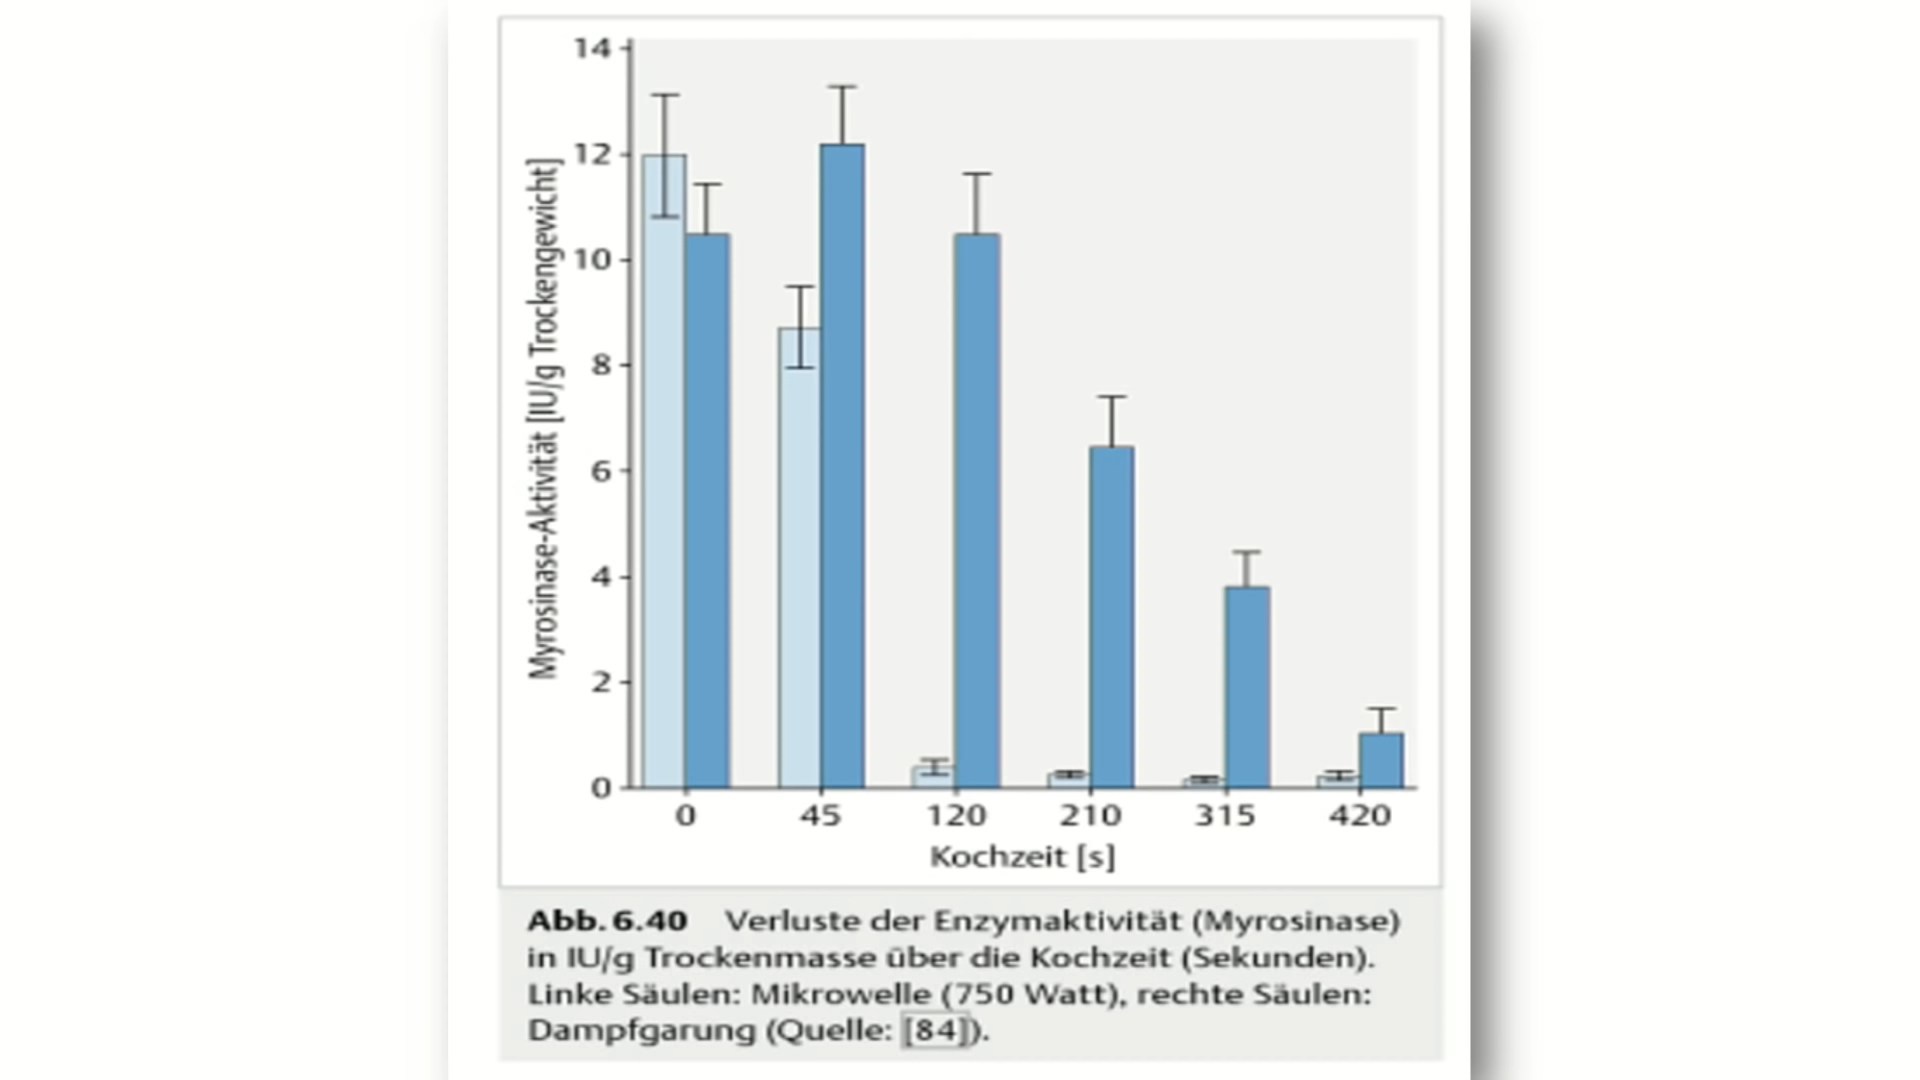 14
12
10
8
6
4
2
0
Myrosinase-Aktivität [IU/g Trockengewicht]
0 45 120 210 315 420
Kochzeit [s]
Abb. 6.40 Verluste der Enzymaktivität (Myrosinase)
in IU/g Trockenmasse über die Kochzeit (Sekunden).
Linke Säulen: Mikrowelle (750 Watt), rechte Säulen:
Dampfgarung (Quelle: [84]).